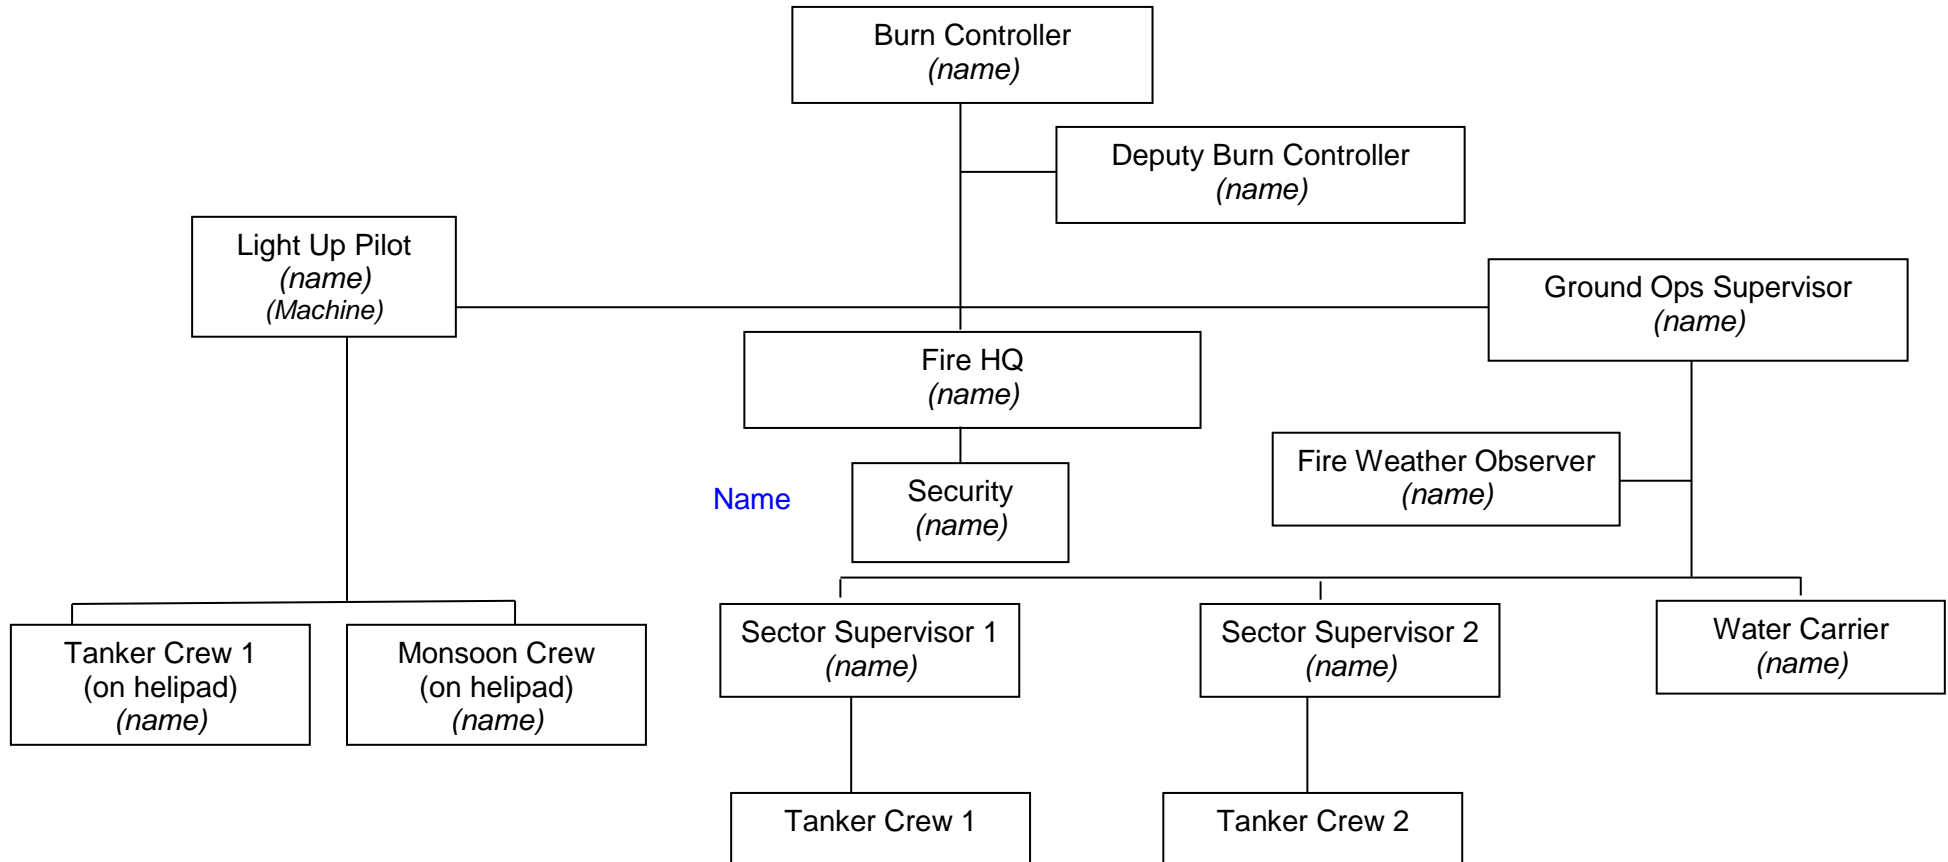 Burn Controller
(name)
Deputy Burn Controller
(name)
Light Up Pilot
(name)
(Machine)
Ground Ops Supervisor
(name)
Fire HQ
(name)
Fire Weather Observer
(name)
Name
Security
(name)
Tanker Crew 1
(on helipad)
(name)
Monsoon Crew
(on helipad)
(name)
Sector Supervisor 1
(name)
Sector Supervisor 2
(name)
Water Carrier
(name)
Tanker Crew 1
Tanker Crew 2